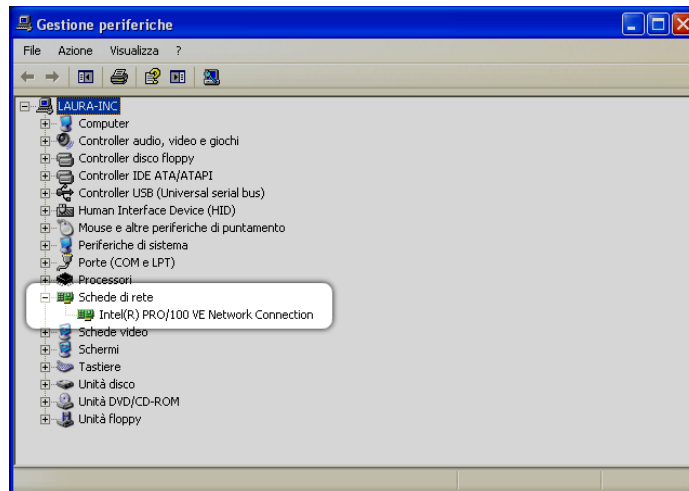 Gestione periferiche
File Azione Visualizza ?
LAURA-INC
Computer
Controller audio, video e giochi
Controller disco floppy
Controller IDE ATA/ATAPI
Controller USB (Universal serial bus)
Human Interface Device (HID)
Mouse e altre periferiche di puntamento
Periferiche di sistema
Porte (COM e LPT)
Processori
Schede di rete
Intel(R) PRO/100 VE Network Connection
Schede video
Schermi
Tastiere
Unità disco
Unità DVD/CD-ROM
Unità floppy